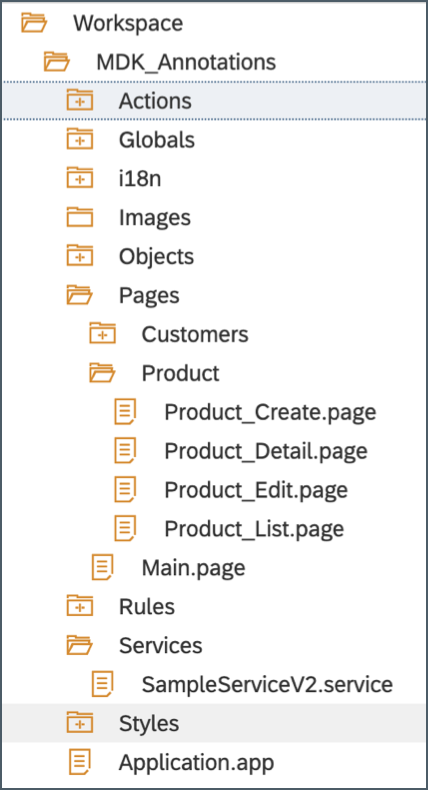 Workspace
MDK_Annotations
Actions
Globals
i18n
Images
Objects
Pages
Customers
Product
Product_Create.page
Product_Detail.page
Product_Edit.page
Product_List.page
Main.page
Rules
Services
SampleServiceV2.service
Styles
Application.app